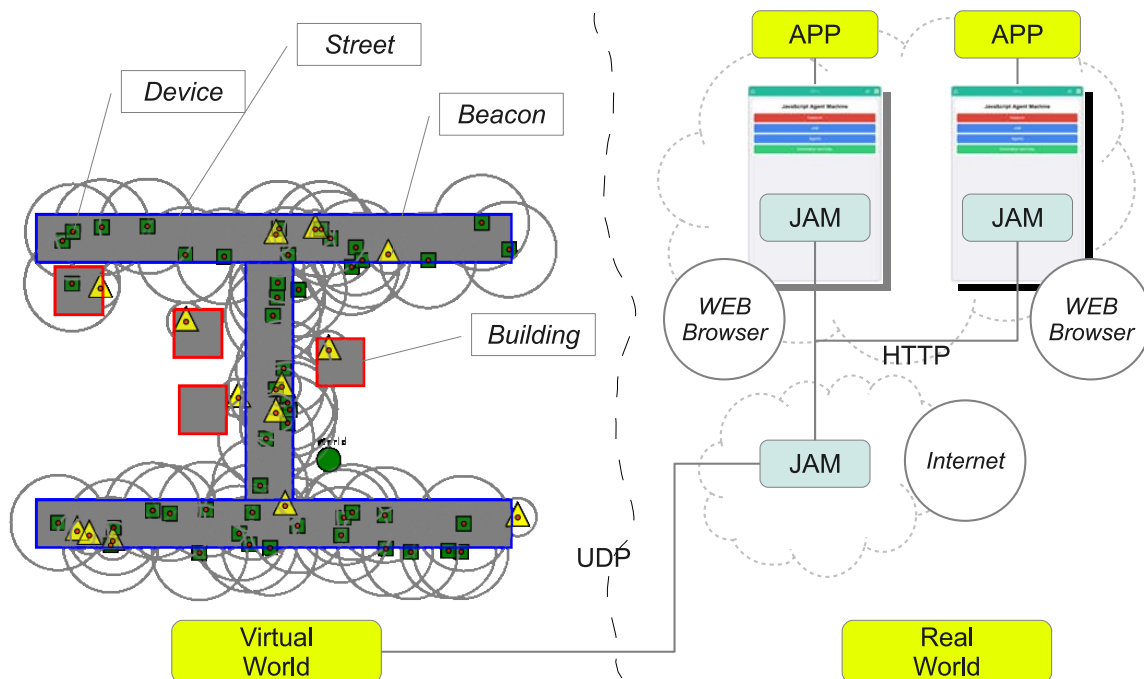 Street
Device
Beacon
Building
World
Virtual
World
UDP
APP
APP
JavaScript Agent Machine
JavaScript Agent Machine
JAM
JAM
WEB
Browser
WEB
Browser
HTTP
JAM
Internet
Real
World